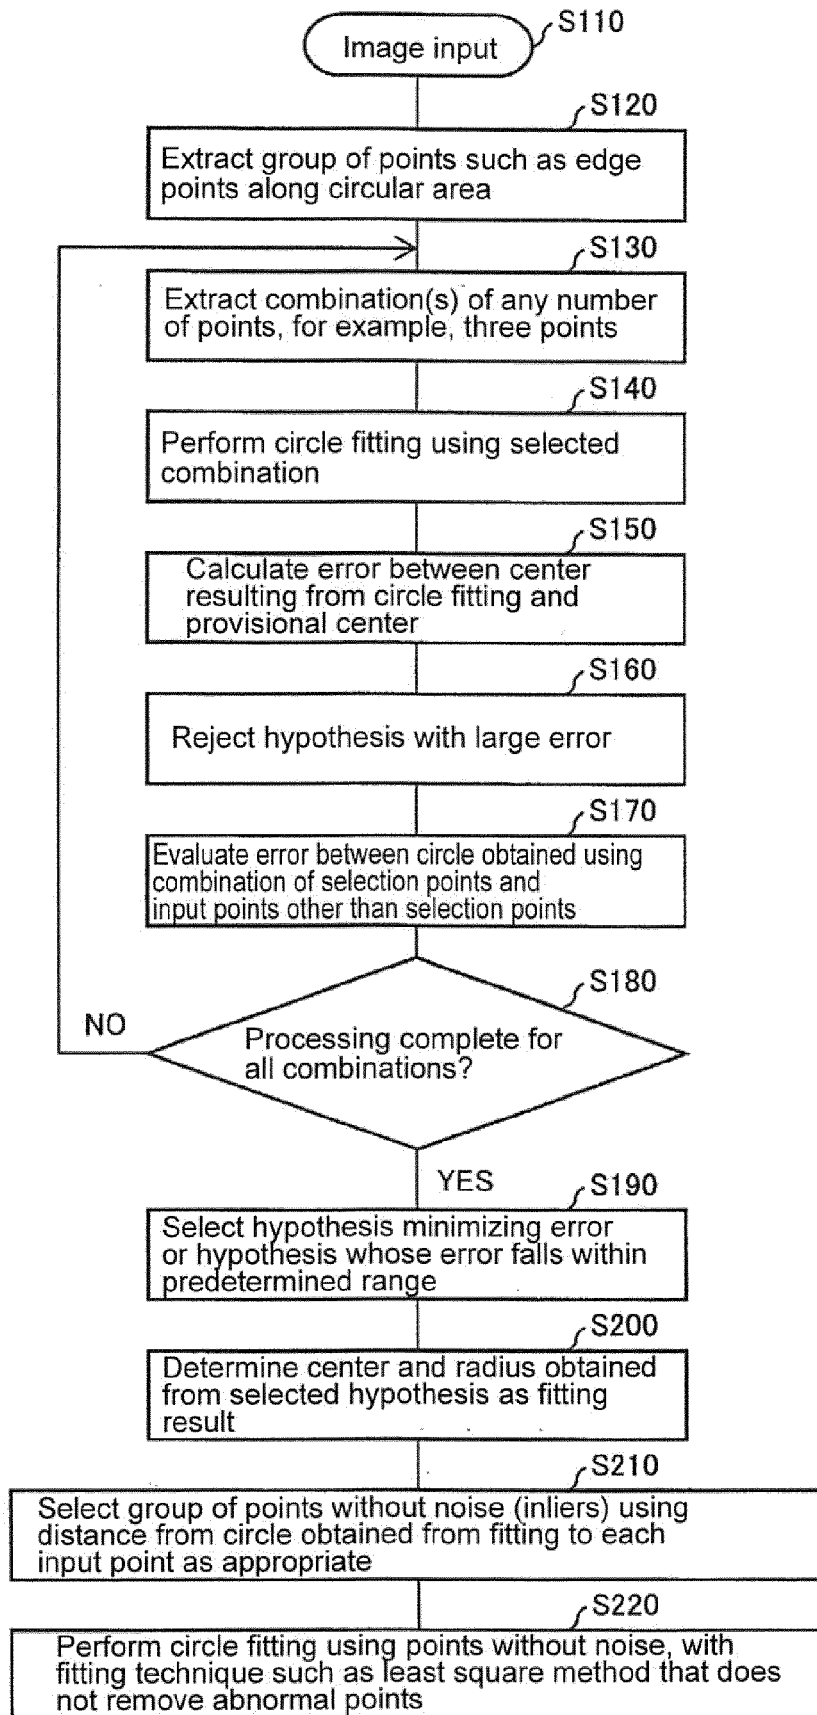 S110
Image input
S120
Extract group of points such as edge
points along circular area
S130
Extract combination(s) of any number
of points, for example, three points
S140
Perform circle fitting using selected
combination
S150
Calculate error between center
resulting from circle fitting and
provisional center
S160
Reject hypothesis with large error
S170
Evaluate error between circle obtained using
combination of selection points and
input points other than selection points
S180
NO
Processing complete for
all combinations?
YES
S190
Select hypothesis minimizing error
or hypothesis whose error falls within
predetermined range
S200
Determine center and radius obtained
from selected hypothesis as fitting
result
S210
Select group of points without noise (inliers) using
distance from circle obtained from fitting to each
input point as appropriate
S220
Perform circle fitting using points without noise, with
fitting technique such as least square method that does
not remove abnormal points